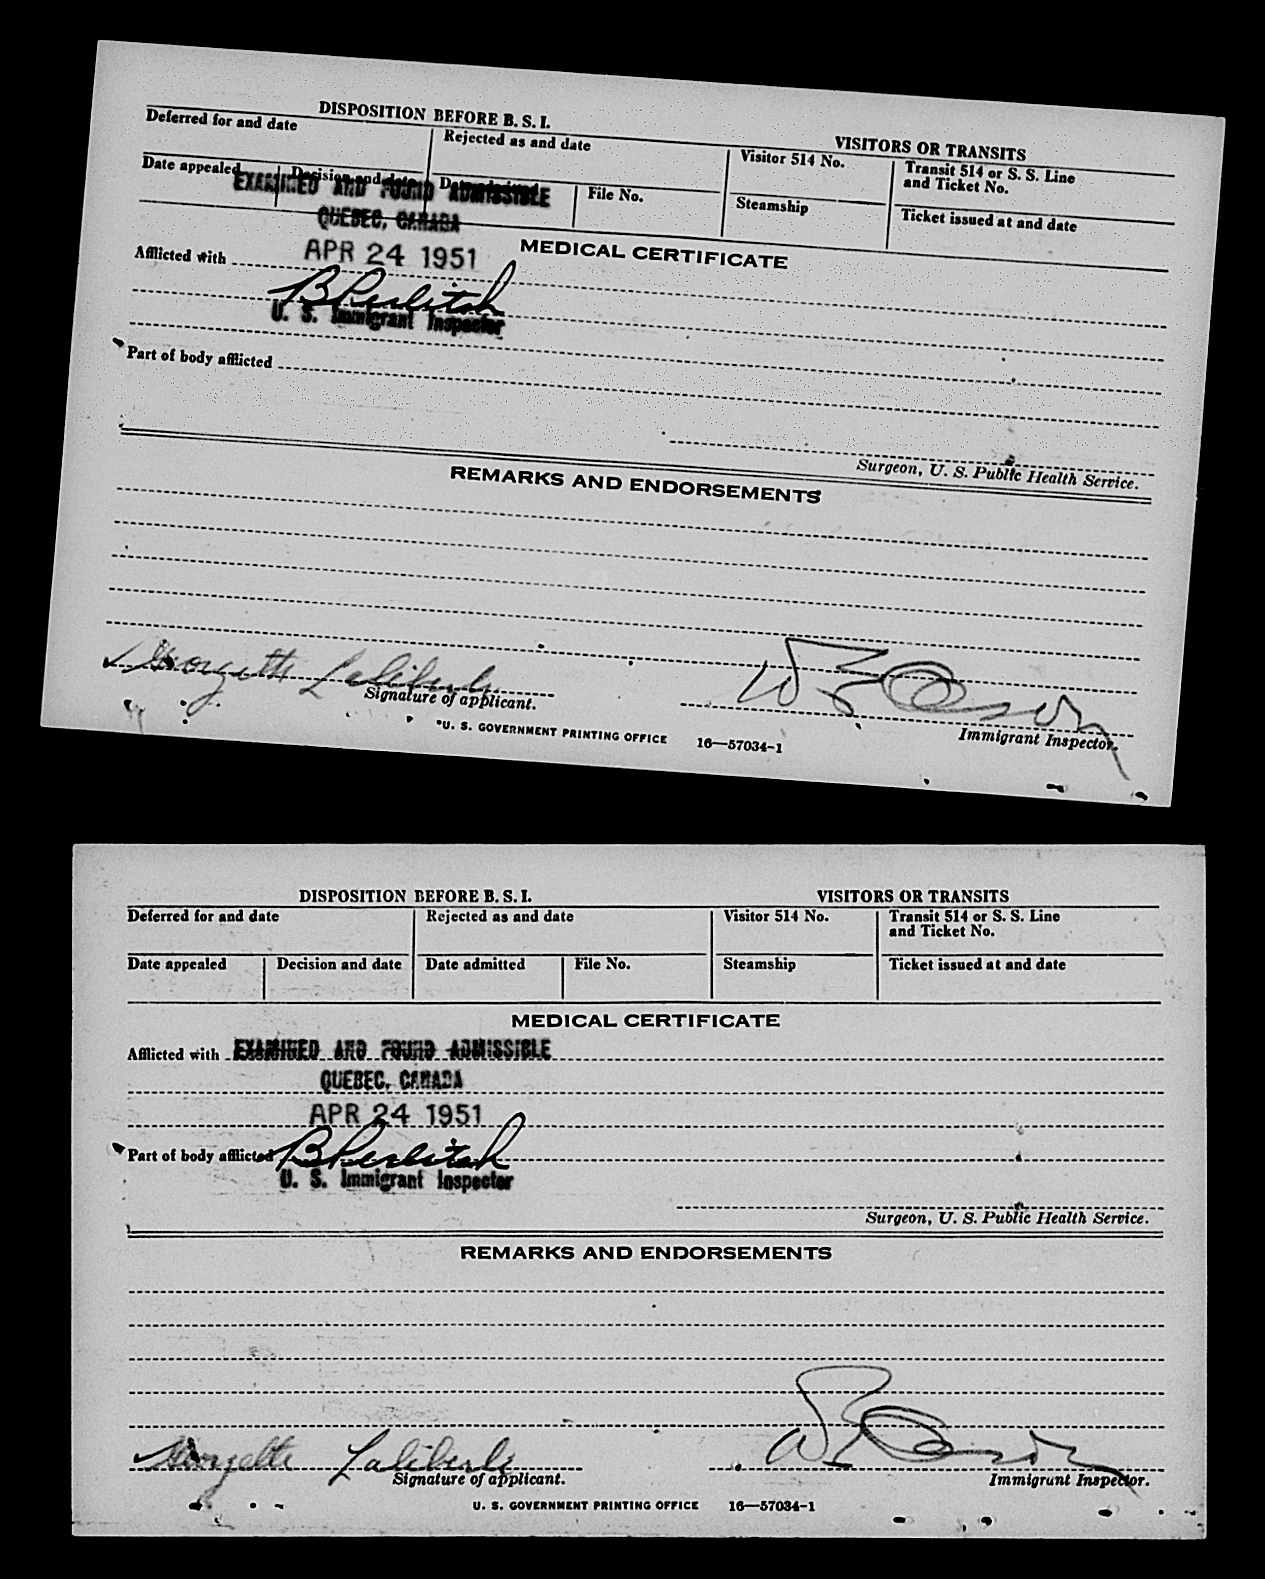 DISPOSITION BEFORE B. S. I.
VISITORS OR TRANSITS
Deferred for and date
Rejected as and date
Visitor 514 No.
Transit 514 or S. S. Line
and Ticket No.
Date appealed
Decision and date
File No.
Steamship
Ticket issued at and date
EXAMINED AND FOUND ADMISSIBLE
QUEBEC, CANADA
APR 24 1951
MEDICAL CERTIFICATE
Afflicted with
U. S. Immigrant Inspector
Part of body afflicted
Surgeon, U. S. Public Health Service.
REMARKS AND ENDORSEMENTS
Georgette Laliberte
Signature of applicant.
Immigrant Inspector.
U. S. GOVERNMENT PRINTING OFFICE 16—57034-1
DISPOSITION BEFORE B. S. I.
VISITORS OR TRANSITS
Deferred for and date
Rejected as and date
Visitor 514 No.
Transit 514 or S. S. Line
and Ticket No.
Date appealed
Decision and date
Date admitted
File No.
Steamship
Ticket issued at and date
MEDICAL CERTIFICATE
Afflicted with
EXAMINED AND FOUND ADMISSIBLE
QUEBEC, CANADA
APR 24 1951
Part of body afflicted
U. S. Immigrant Inspector
Surgeon, U. S. Public Health Service.
REMARKS AND ENDORSEMENTS
Georgette Laliberte
Signature of applicant.
Immigrant Inspector.
U. S. GOVERNMENT PRINTING OFFICE 16—57034-1